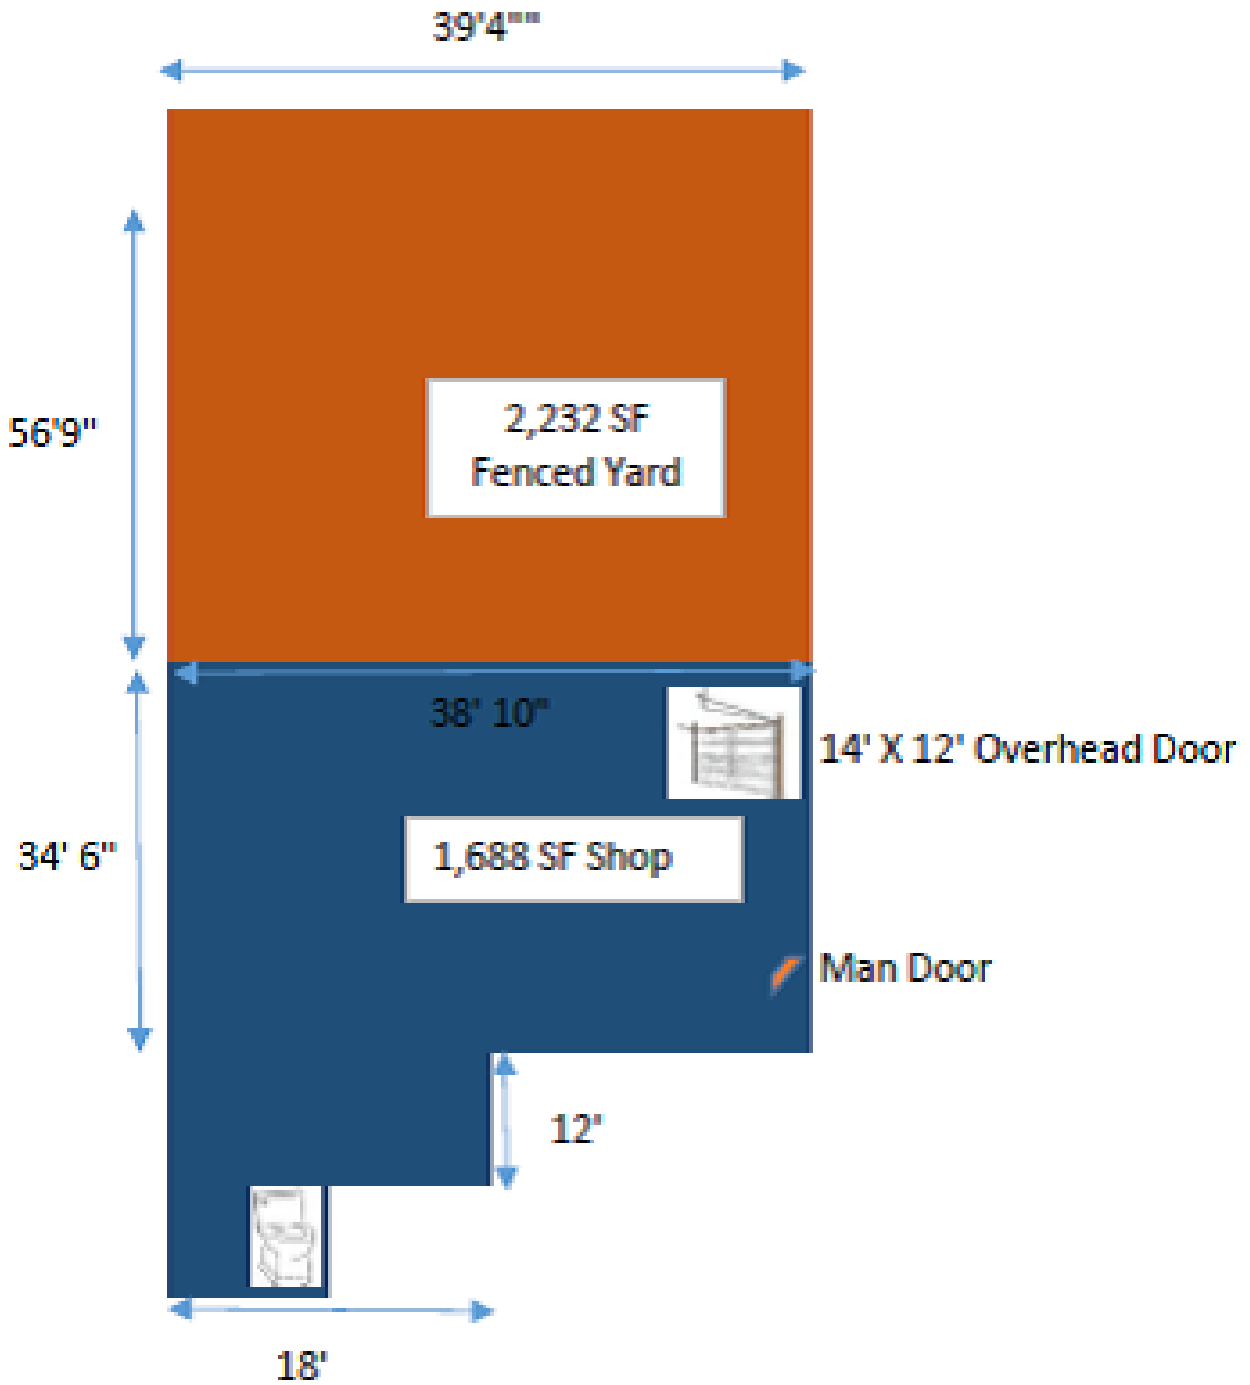 39'4""
56'9"
2,232 SF
Fenced Yard
38' 10"
14' X 12' Overhead Door
34' 6"
1,688 SF Shop
Man Door
12'
18'